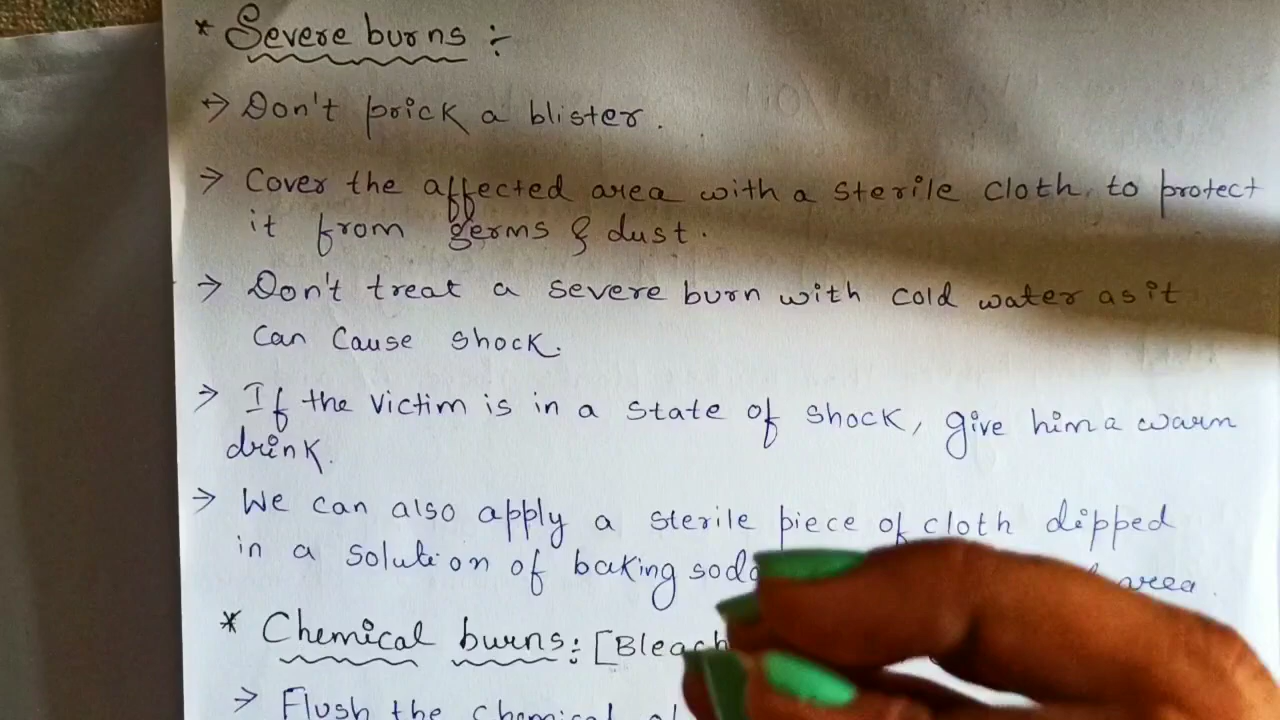 * Severe burns :-
→ Don't prick a blister.
→ Cover the affected area with a sterile cloth, to protect
it from germs & dust.
→ Don't treat a severe burn with cold water as it
can cause shock.
→ If the victim is in a state of shock, give him a warm
drink.
→ We can also apply a sterile piece of cloth dipped
in a solution of baking soda area.
* Chemical burns :- [Bleach
→ Flush the chemical